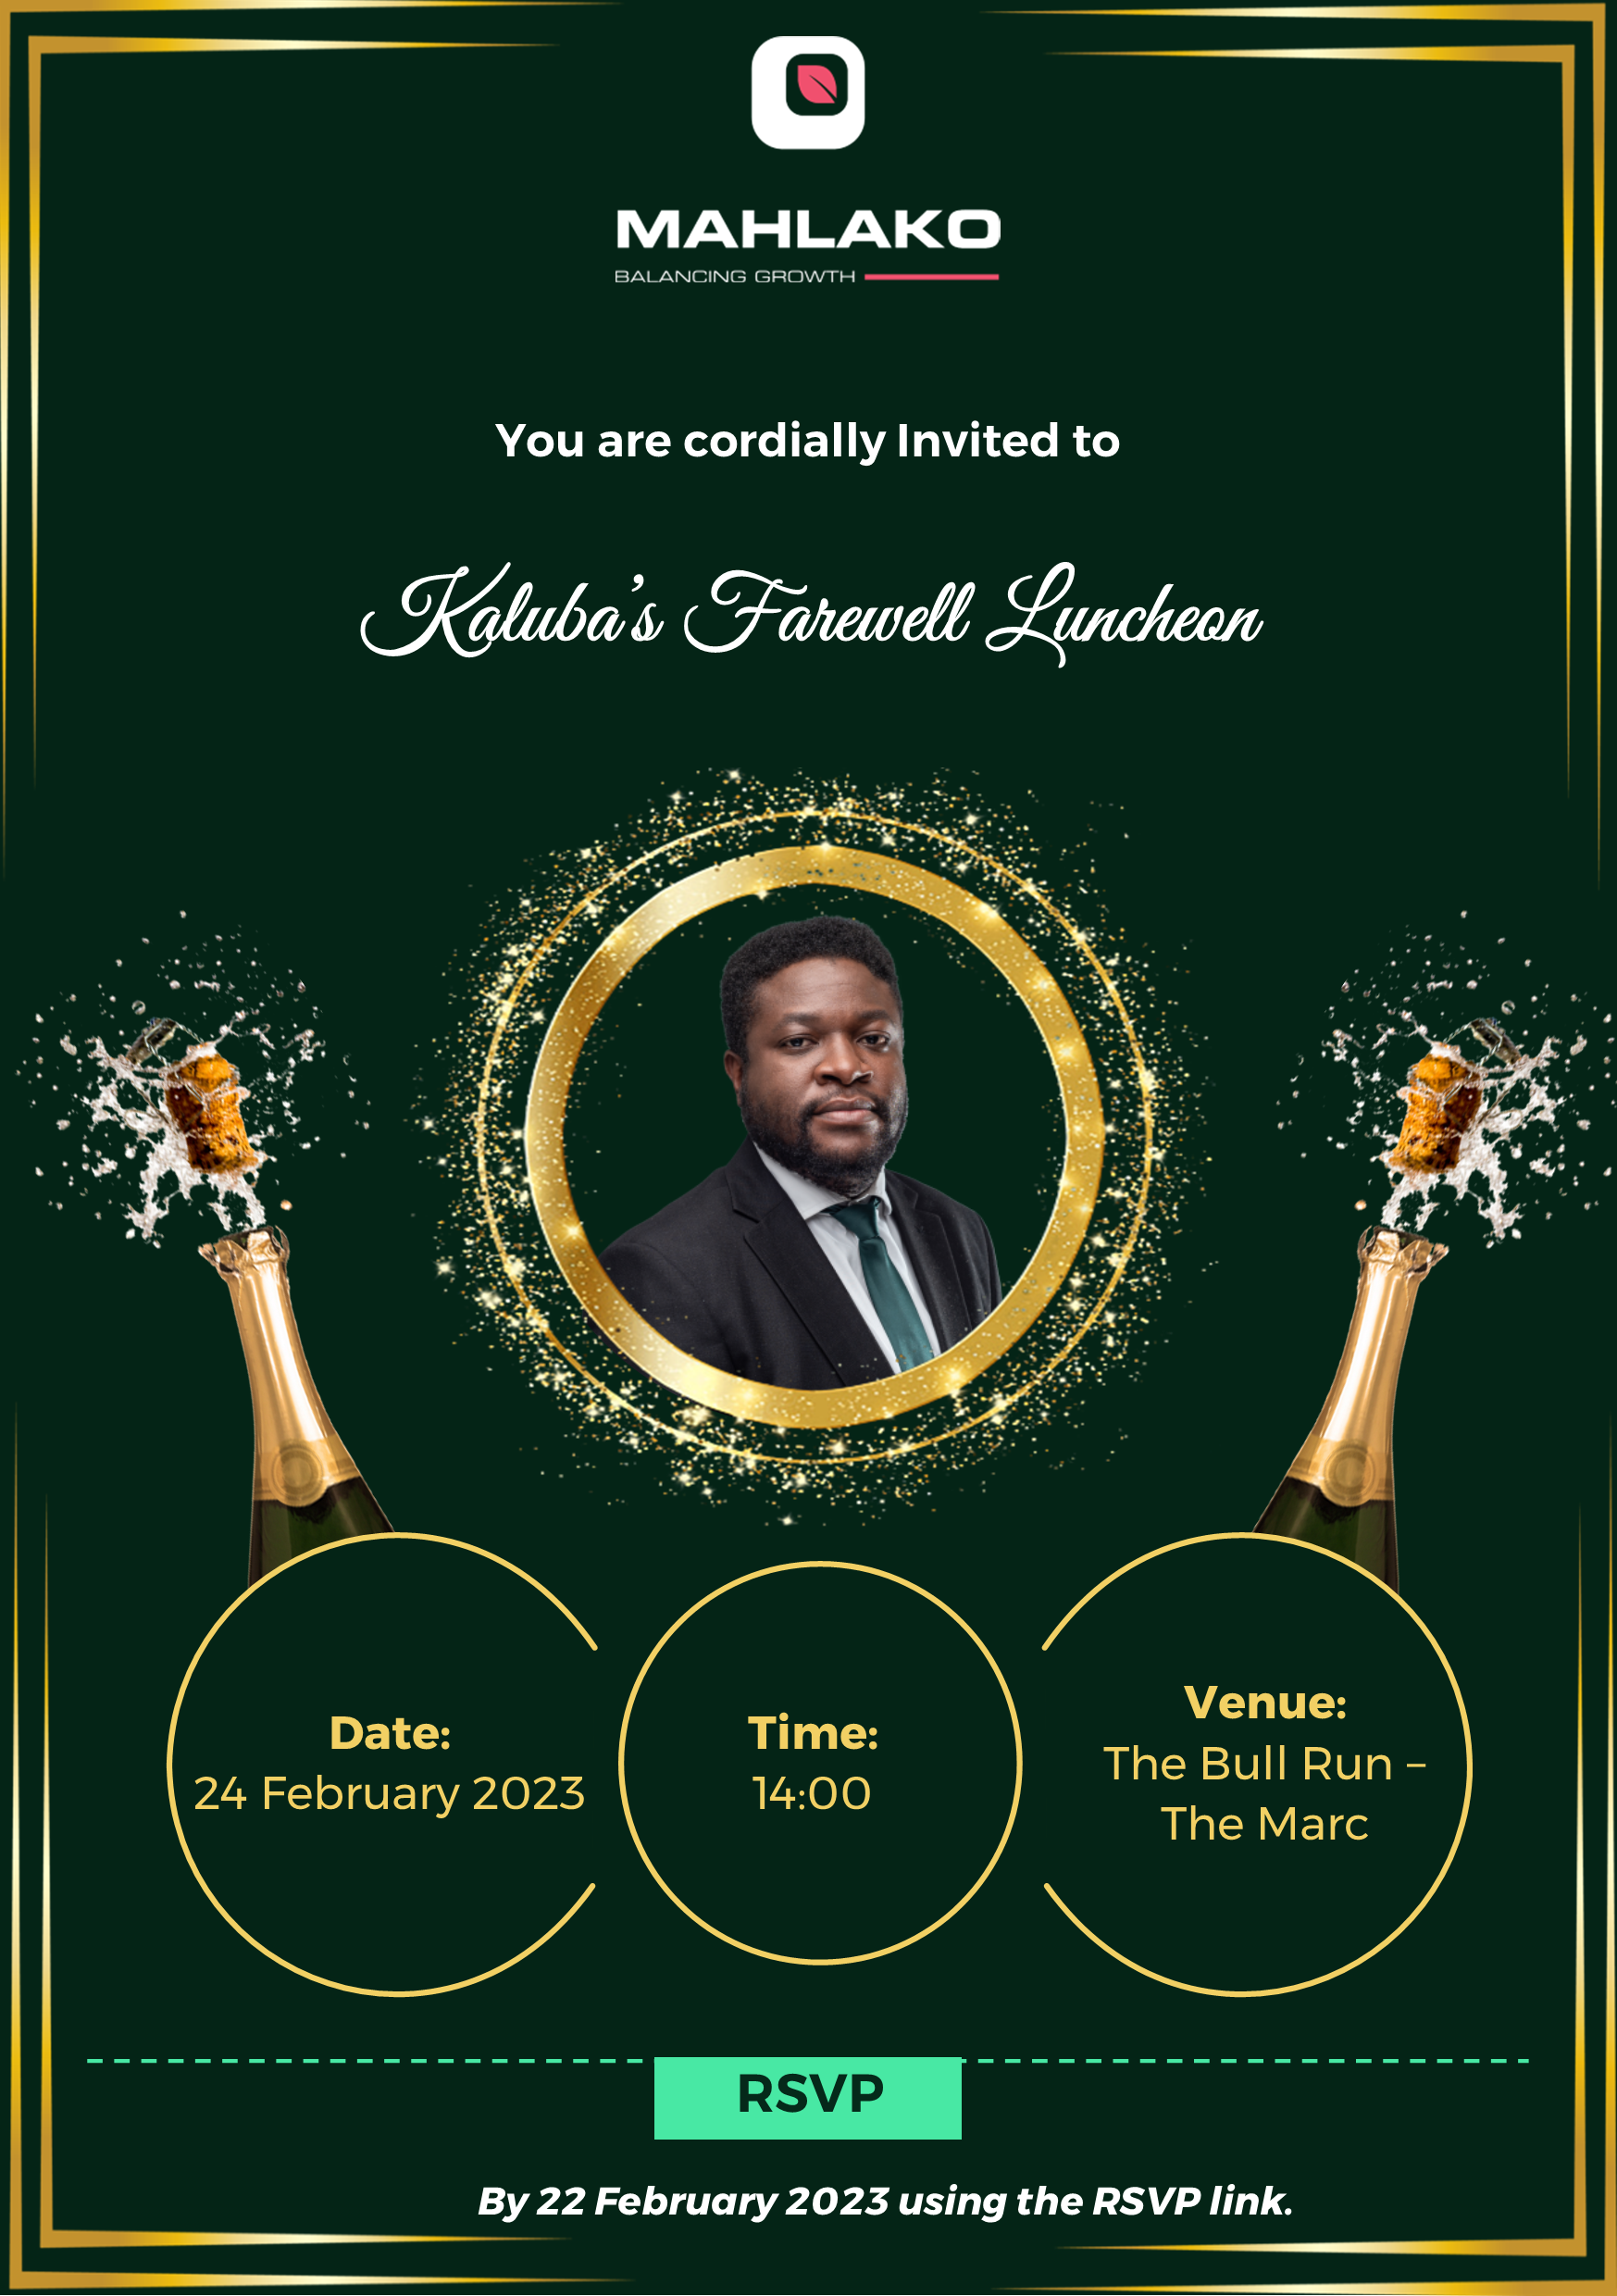 MAHLAKO
BALANCING GROWTH
You are cordially Invited to
Kaluba's Farewell Luncheon
Date:
24 February 2023
Time:
14:00
Venue:
The Bull Run –
The Marc
RSVP
By 22 February 2023 using the RSVP link.